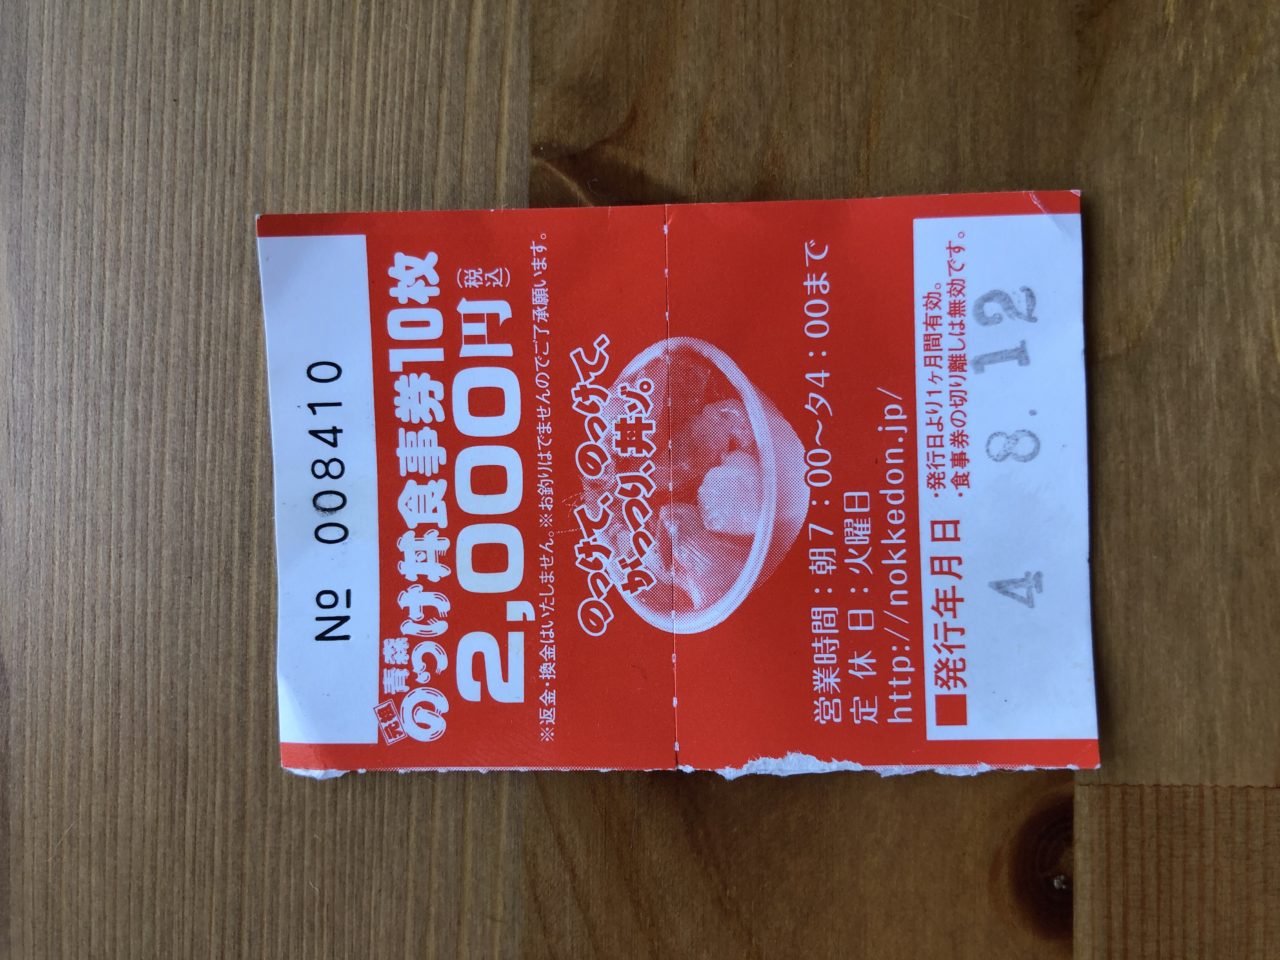 № 008410
元祖
青森
のっけ丼食事券10枚
2,000円(税込)
※返金・換金はいたしません。※お釣りはでませんのでご了承願います。
のっけて、のっけて、
がっつり、丼ゾ。
営業時間：朝7：00～夕4：00まで
定休日：火曜日
http://nokkedon.jp/
■発行年月日
・発行日より1ヶ月間有効。
・食事券の切り離しは無効です。
4 8. 12